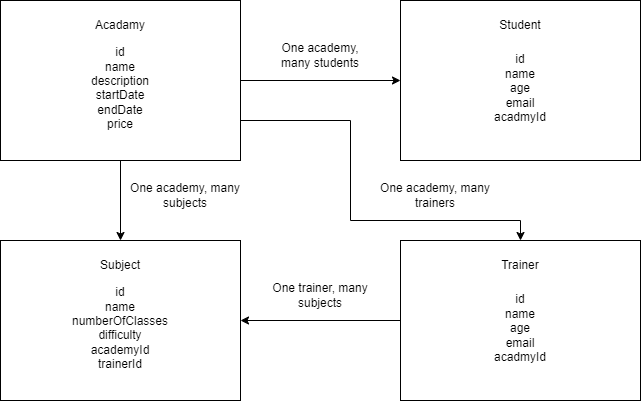 Acadamy
id
name
description
startDate
endDate
price
One academy,
many students
Student
id
name
age
email
acadmyId
One academy, many
subjects
One academy, many
trainers
Subject
id
name
numberOfClasses
difficulty
academyId
trainerId
One trainer, many
subjects
Trainer
id
name
age
email
acadmyId